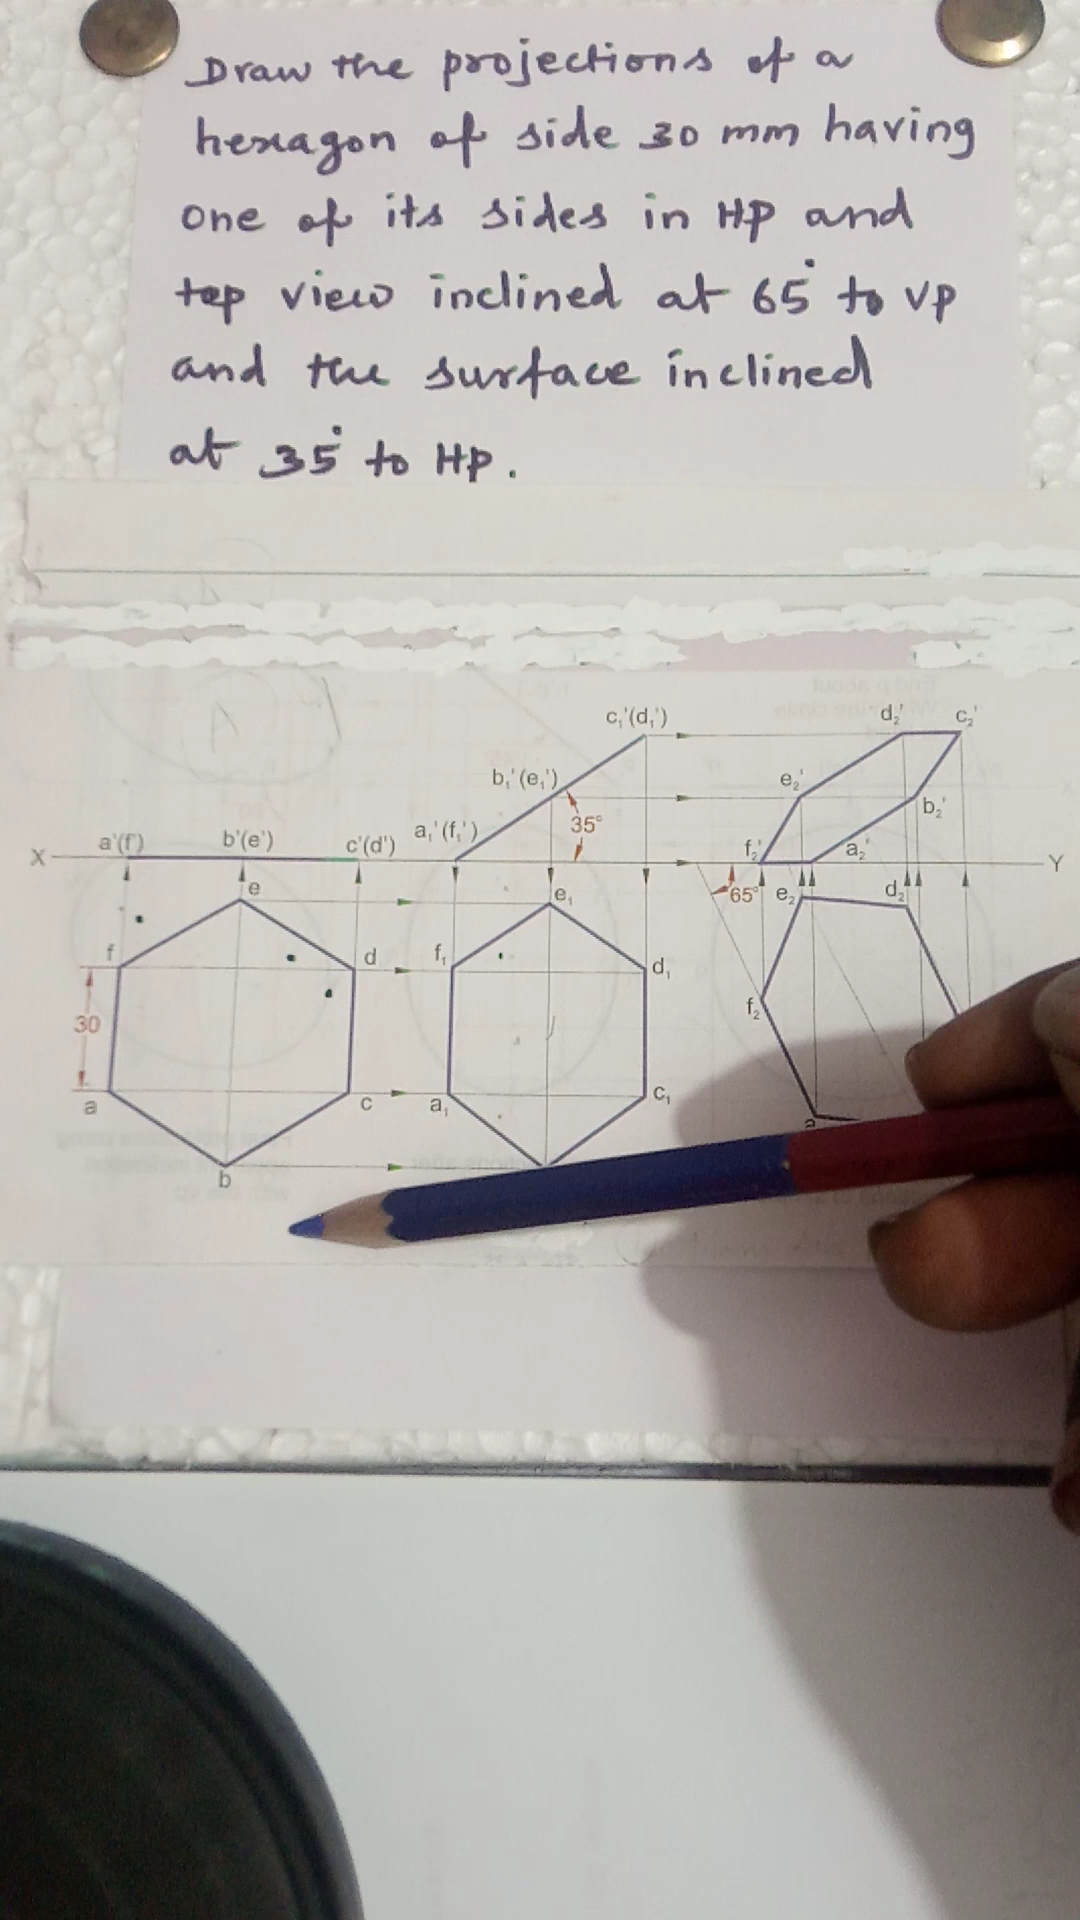 Draw the projections of a
hexagon of side 30 mm having
one of its sides in HP and
top view inclined at 65° to VP
and the surface inclined
at 35° to HP.
c₁'(d₁')
d₂' c₂'
b₁'(e₁')
e₂'
b₂'
35°
a'(f')
b'(e')
c'(d')
a₁'(f₁')
f₂'
a₂'
X
Y
65°
e
e₁
e₂
d₂
f
d
f₁
d₁
f₂
30
a
c
a₁
c₁
b